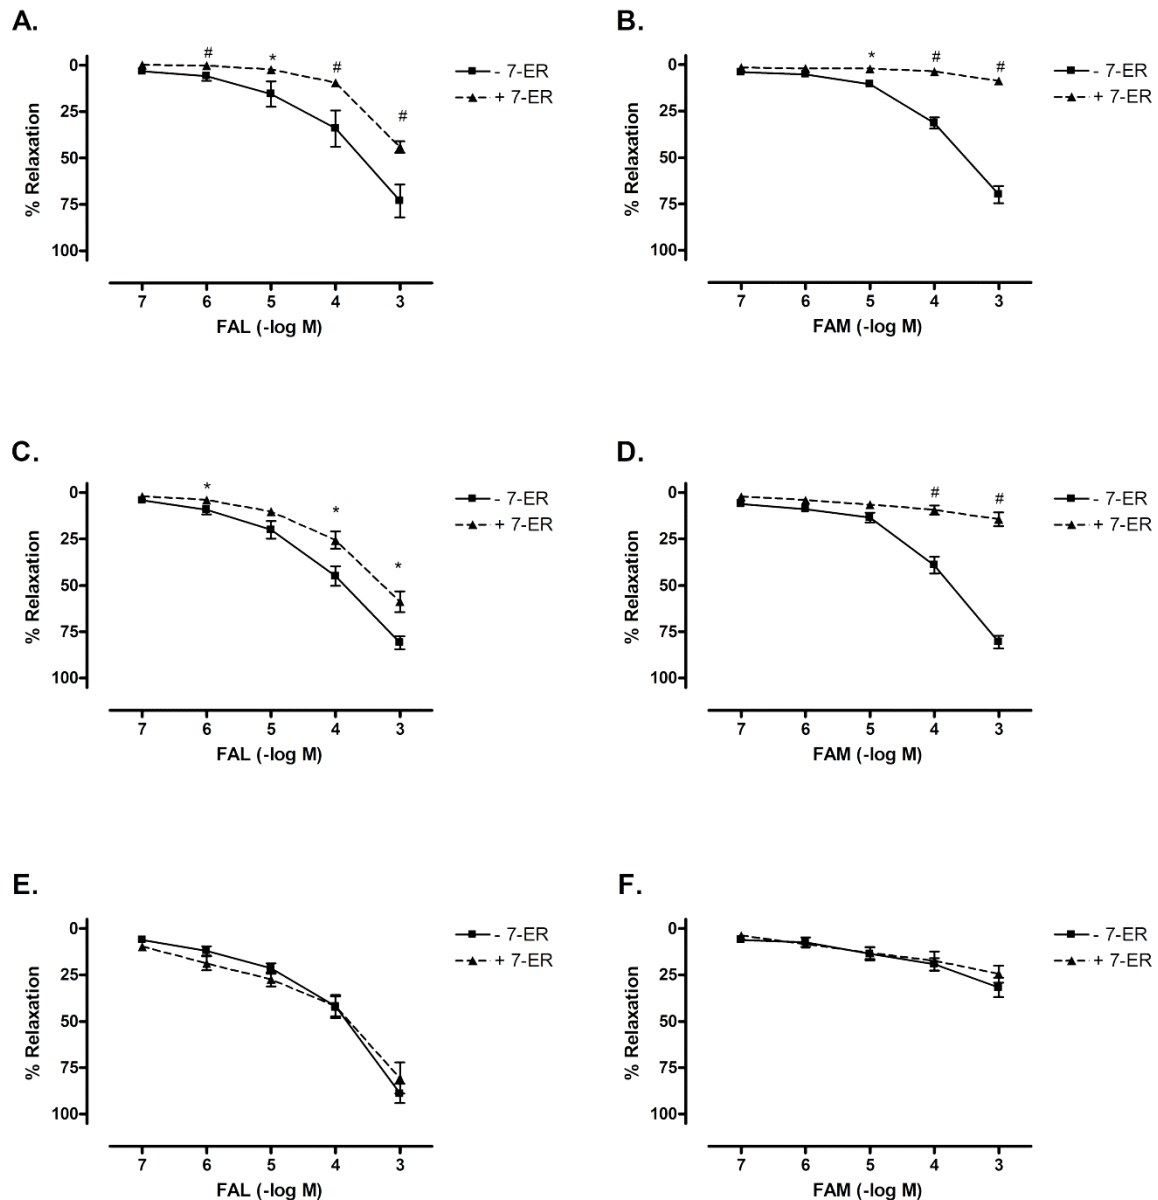 A.
B.
#
*
#
#
*
#
#
- 7-ER
+ 7-ER
- 7-ER
+ 7-ER
0
25
50
75
100
% Relaxation
0
25
50
75
100
% Relaxation
7 6 5 4 3
FAL (-log M)
7 6 5 4 3
FAM (-log M)
C.
D.
*
*
*
#
#
- 7-ER
+ 7-ER
- 7-ER
+ 7-ER
0
25
50
75
100
% Relaxation
0
25
50
75
100
% Relaxation
7 6 5 4 3
FAL (-log M)
7 6 5 4 3
FAM (-log M)
E.
F.
- 7-ER
+ 7-ER
- 7-ER
+ 7-ER
0
25
50
75
100
% Relaxation
0
25
50
75
100
% Relaxation
7 6 5 4 3
FAL (-log M)
7 6 5 4 3
FAM (-log M)